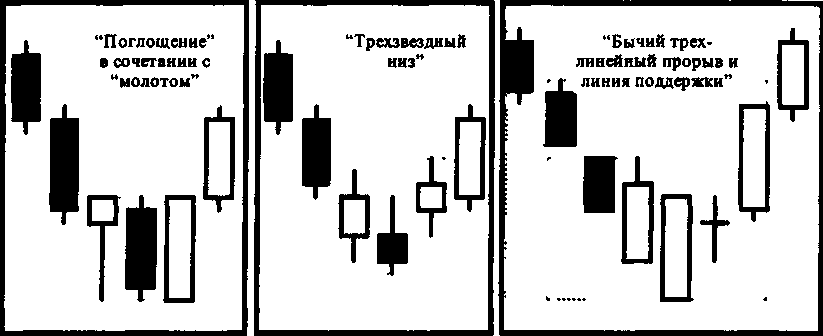 “Поглощение”
в сочетании с
“молотом”
“Трехзвездный
низ”
“Бычий трех-
линейный прорыв и
линия поддержки”